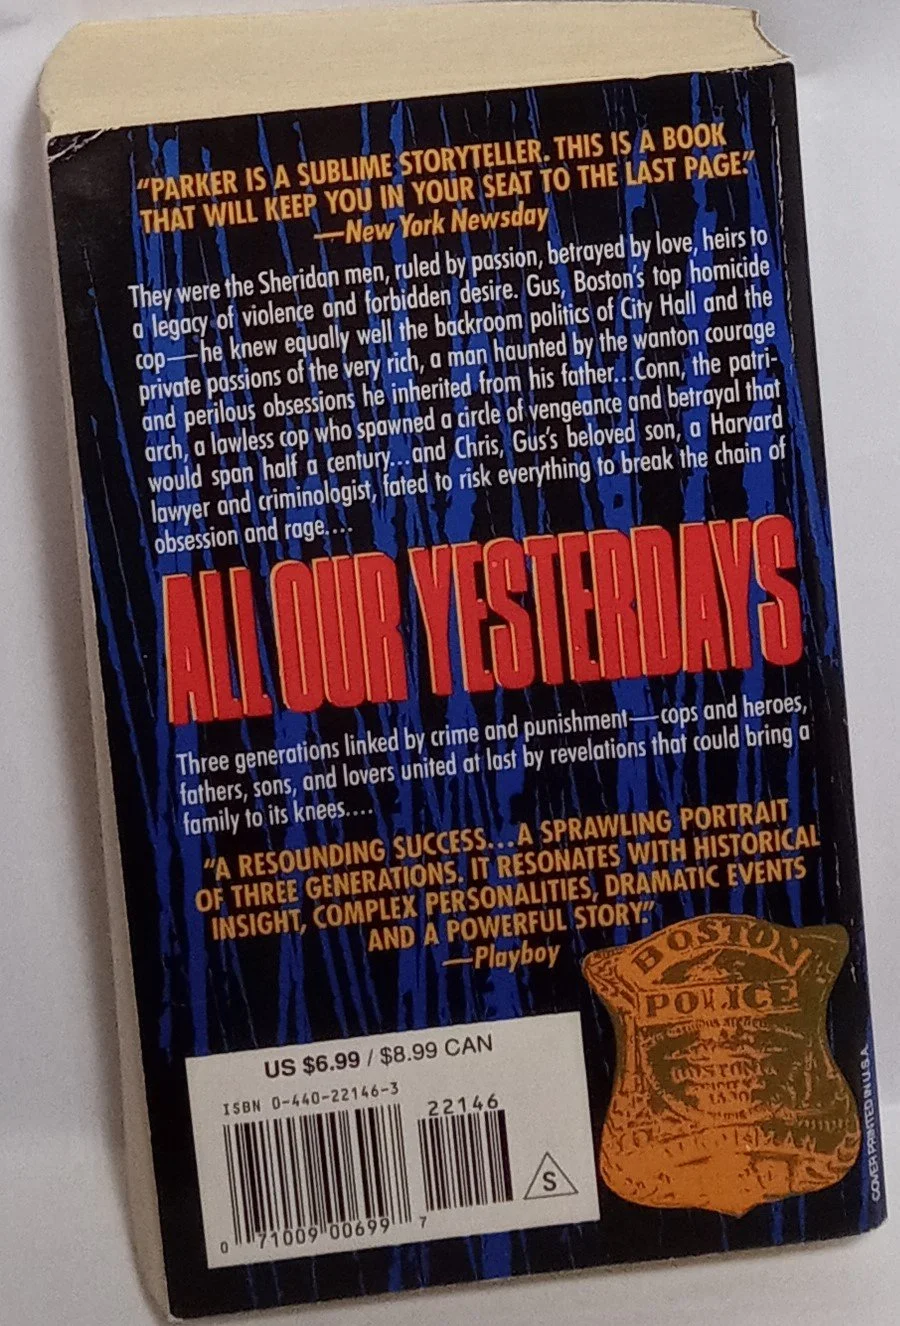 “PARKER IS A SUBLIME STORYTELLER. THIS IS A BOOK
THAT WILL KEEP YOU IN YOUR SEAT TO THE LAST PAGE.”
—New York Newsday
They were the Sheridan men, ruled by passion, betrayed by love, heirs to
a legacy of violence and forbidden desire. Gus, Boston's top homicide
cop—he knew equally well the backroom politics of City Hall and the
private passions of the very rich, a man haunted by the wanton courage
and perilous obsessions he inherited from his father...Conn, the patri-
arch, a lawless cop who spawned a circle of vengeance and betrayal that
would span half a century...and Chris, Gus's beloved son, a Harvard
lawyer and criminologist, fated to risk everything to break the chain of
obsession and rage....
ALL OUR YESTERDAYS
Three generations linked by crime and punishment—cops and heroes,
fathers, sons, and lovers united at last by revelations that could bring a
family to its knees....
“A RESOUNDING SUCCESS...A SPRAWLING PORTRAIT
OF THREE GENERATIONS. IT RESONATES WITH HISTORICAL
INSIGHT, COMPLEX PERSONALITIES, DRAMATIC EVENTS
AND A POWERFUL STORY.”
—Playboy
BOSTON
POLICE
US $6.99 / $8.99 CAN
ISBN 0-440-22146-3
22146
S
0 71009 00699 7
COVER PRINTED IN U.S.A.